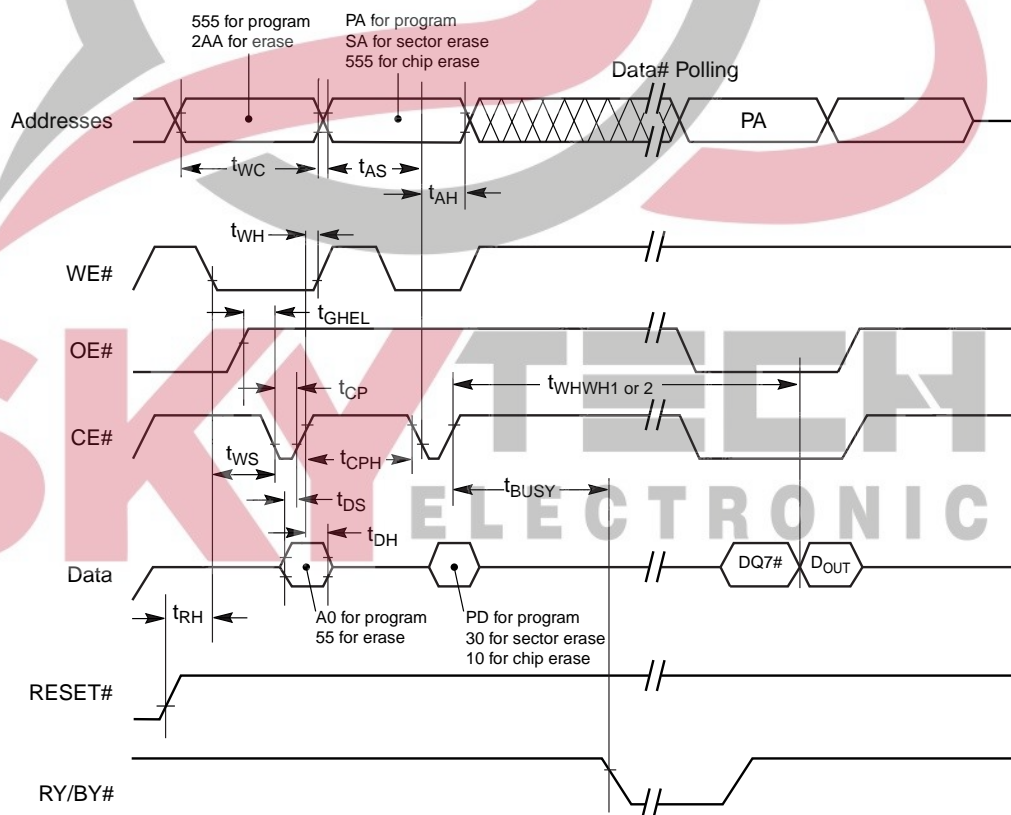 555 for program
2AA for erase
PA for program
SA for sector erase
555 for chip erase
Data# Polling
Addresses
PA
tWC
tAS
tAH
tWH
WE#
tGHEL
OE#
tCP
tWHWH1 or 2
CE#
tWS
tCPH
tBUSY
tDS
tDH
Data
DQ7#
DOUT
A0 for program
55 for erase
PD for program
30 for sector erase
10 for chip erase
tRH
RESET#
RY/BY#
SKYTECH
ELECTRONIC